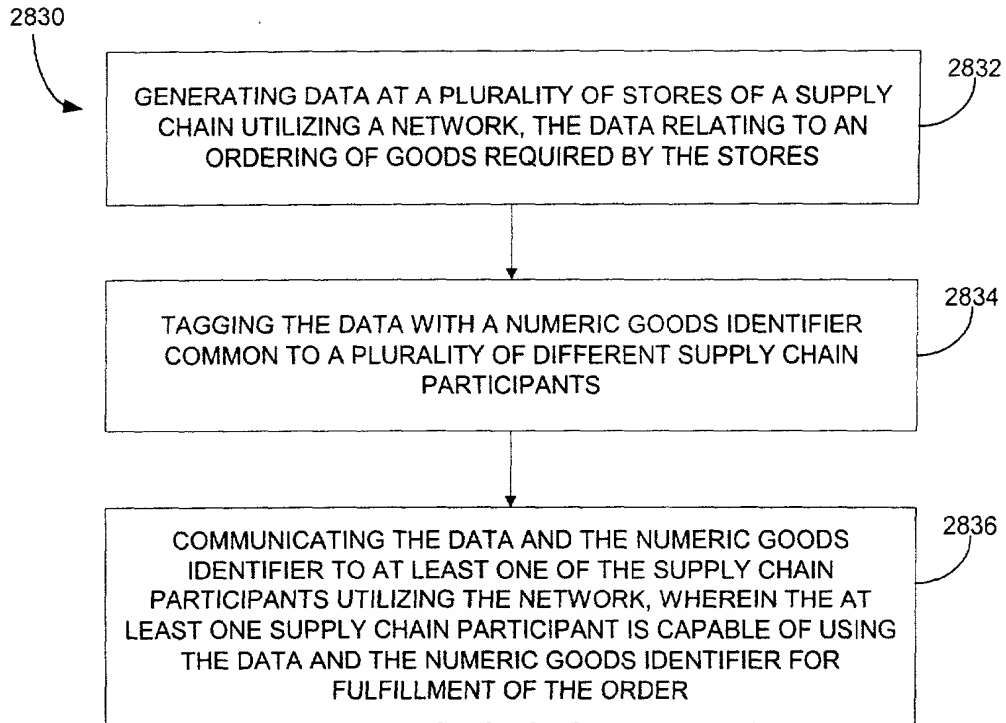 2830
2832
GENERATING DATA AT A PLURALITY OF STORES OF A SUPPLY
CHAIN UTILIZING A NETWORK, THE DATA RELATING TO AN
ORDERING OF GOODS REQUIRED BY THE STORES
2834
TAGGING THE DATA WITH A NUMERIC GOODS IDENTIFIER
COMMON TO A PLURALITY OF DIFFERENT SUPPLY CHAIN
PARTICIPANTS
2836
COMMUNICATING THE DATA AND THE NUMERIC GOODS
IDENTIFIER TO AT LEAST ONE OF THE SUPPLY CHAIN
PARTICIPANTS UTILIZING THE NETWORK, WHEREIN THE AT
LEAST ONE SUPPLY CHAIN PARTICIPANT IS CAPABLE OF USING
THE DATA AND THE NUMERIC GOODS IDENTIFIER FOR
FULFILLMENT OF THE ORDER